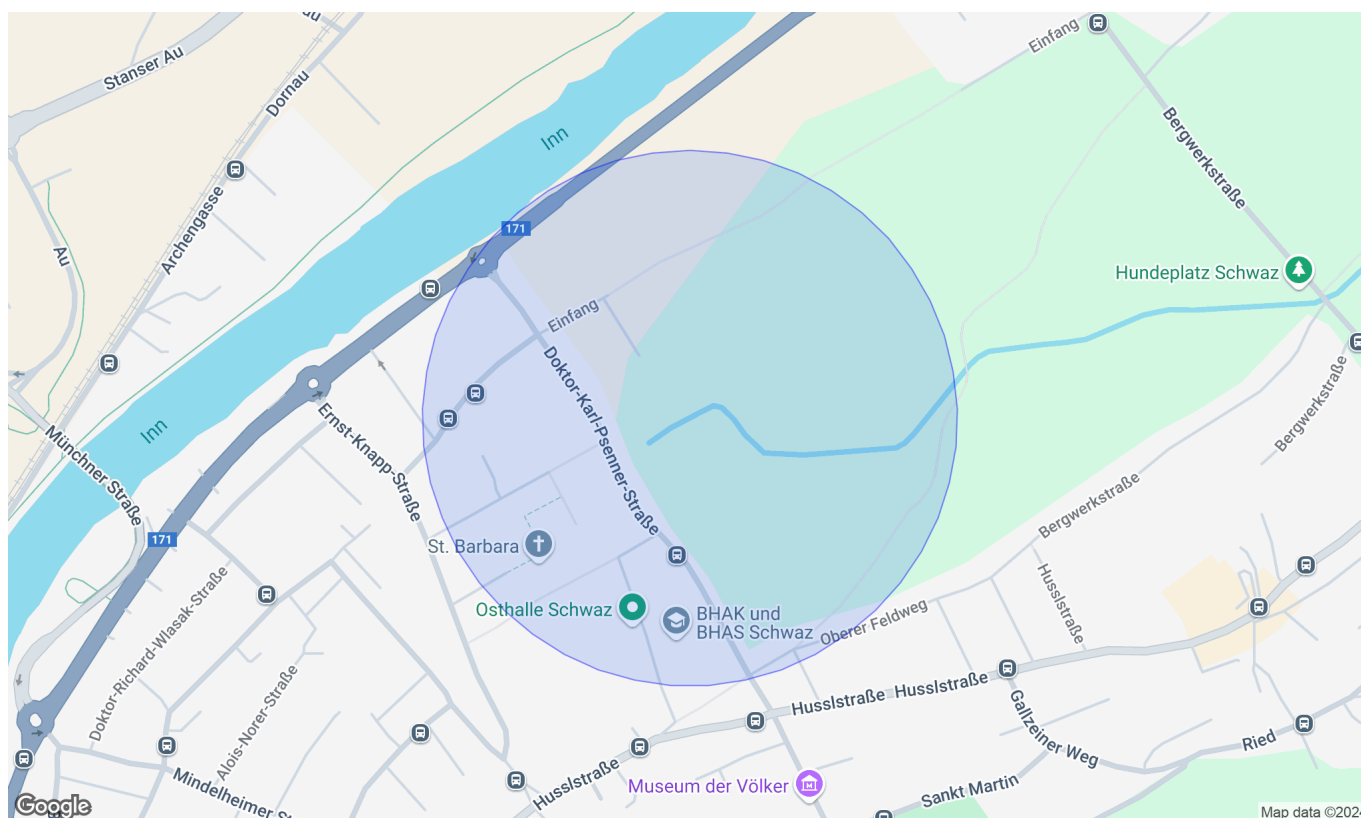 Stanser Au
Dornau
Inn
Einfang
Bergwerkstraße
Archengasse
171
Au
Hundeplatz Schwaz
Einfang
Doktor-Karl-Psenner-Straße
Inn
Münchner Straße
Ernst-Knapp-Straße
Bergwerkstraße
Bergwerkstraße
171
St. Barbara
Husslstraße
Doktor-Richard-Wlasak-Straße
Osthalle Schwaz
BHAK und
BHAS Schwaz
Oberer Feldweg
Alois-Norer-Straße
Husslstraße
Husslstraße
Gallzeiner Weg
Ried
Mindelheimer St
Husslstraße
Museum der Völker
Sankt Martin
Google
Map data ©2024